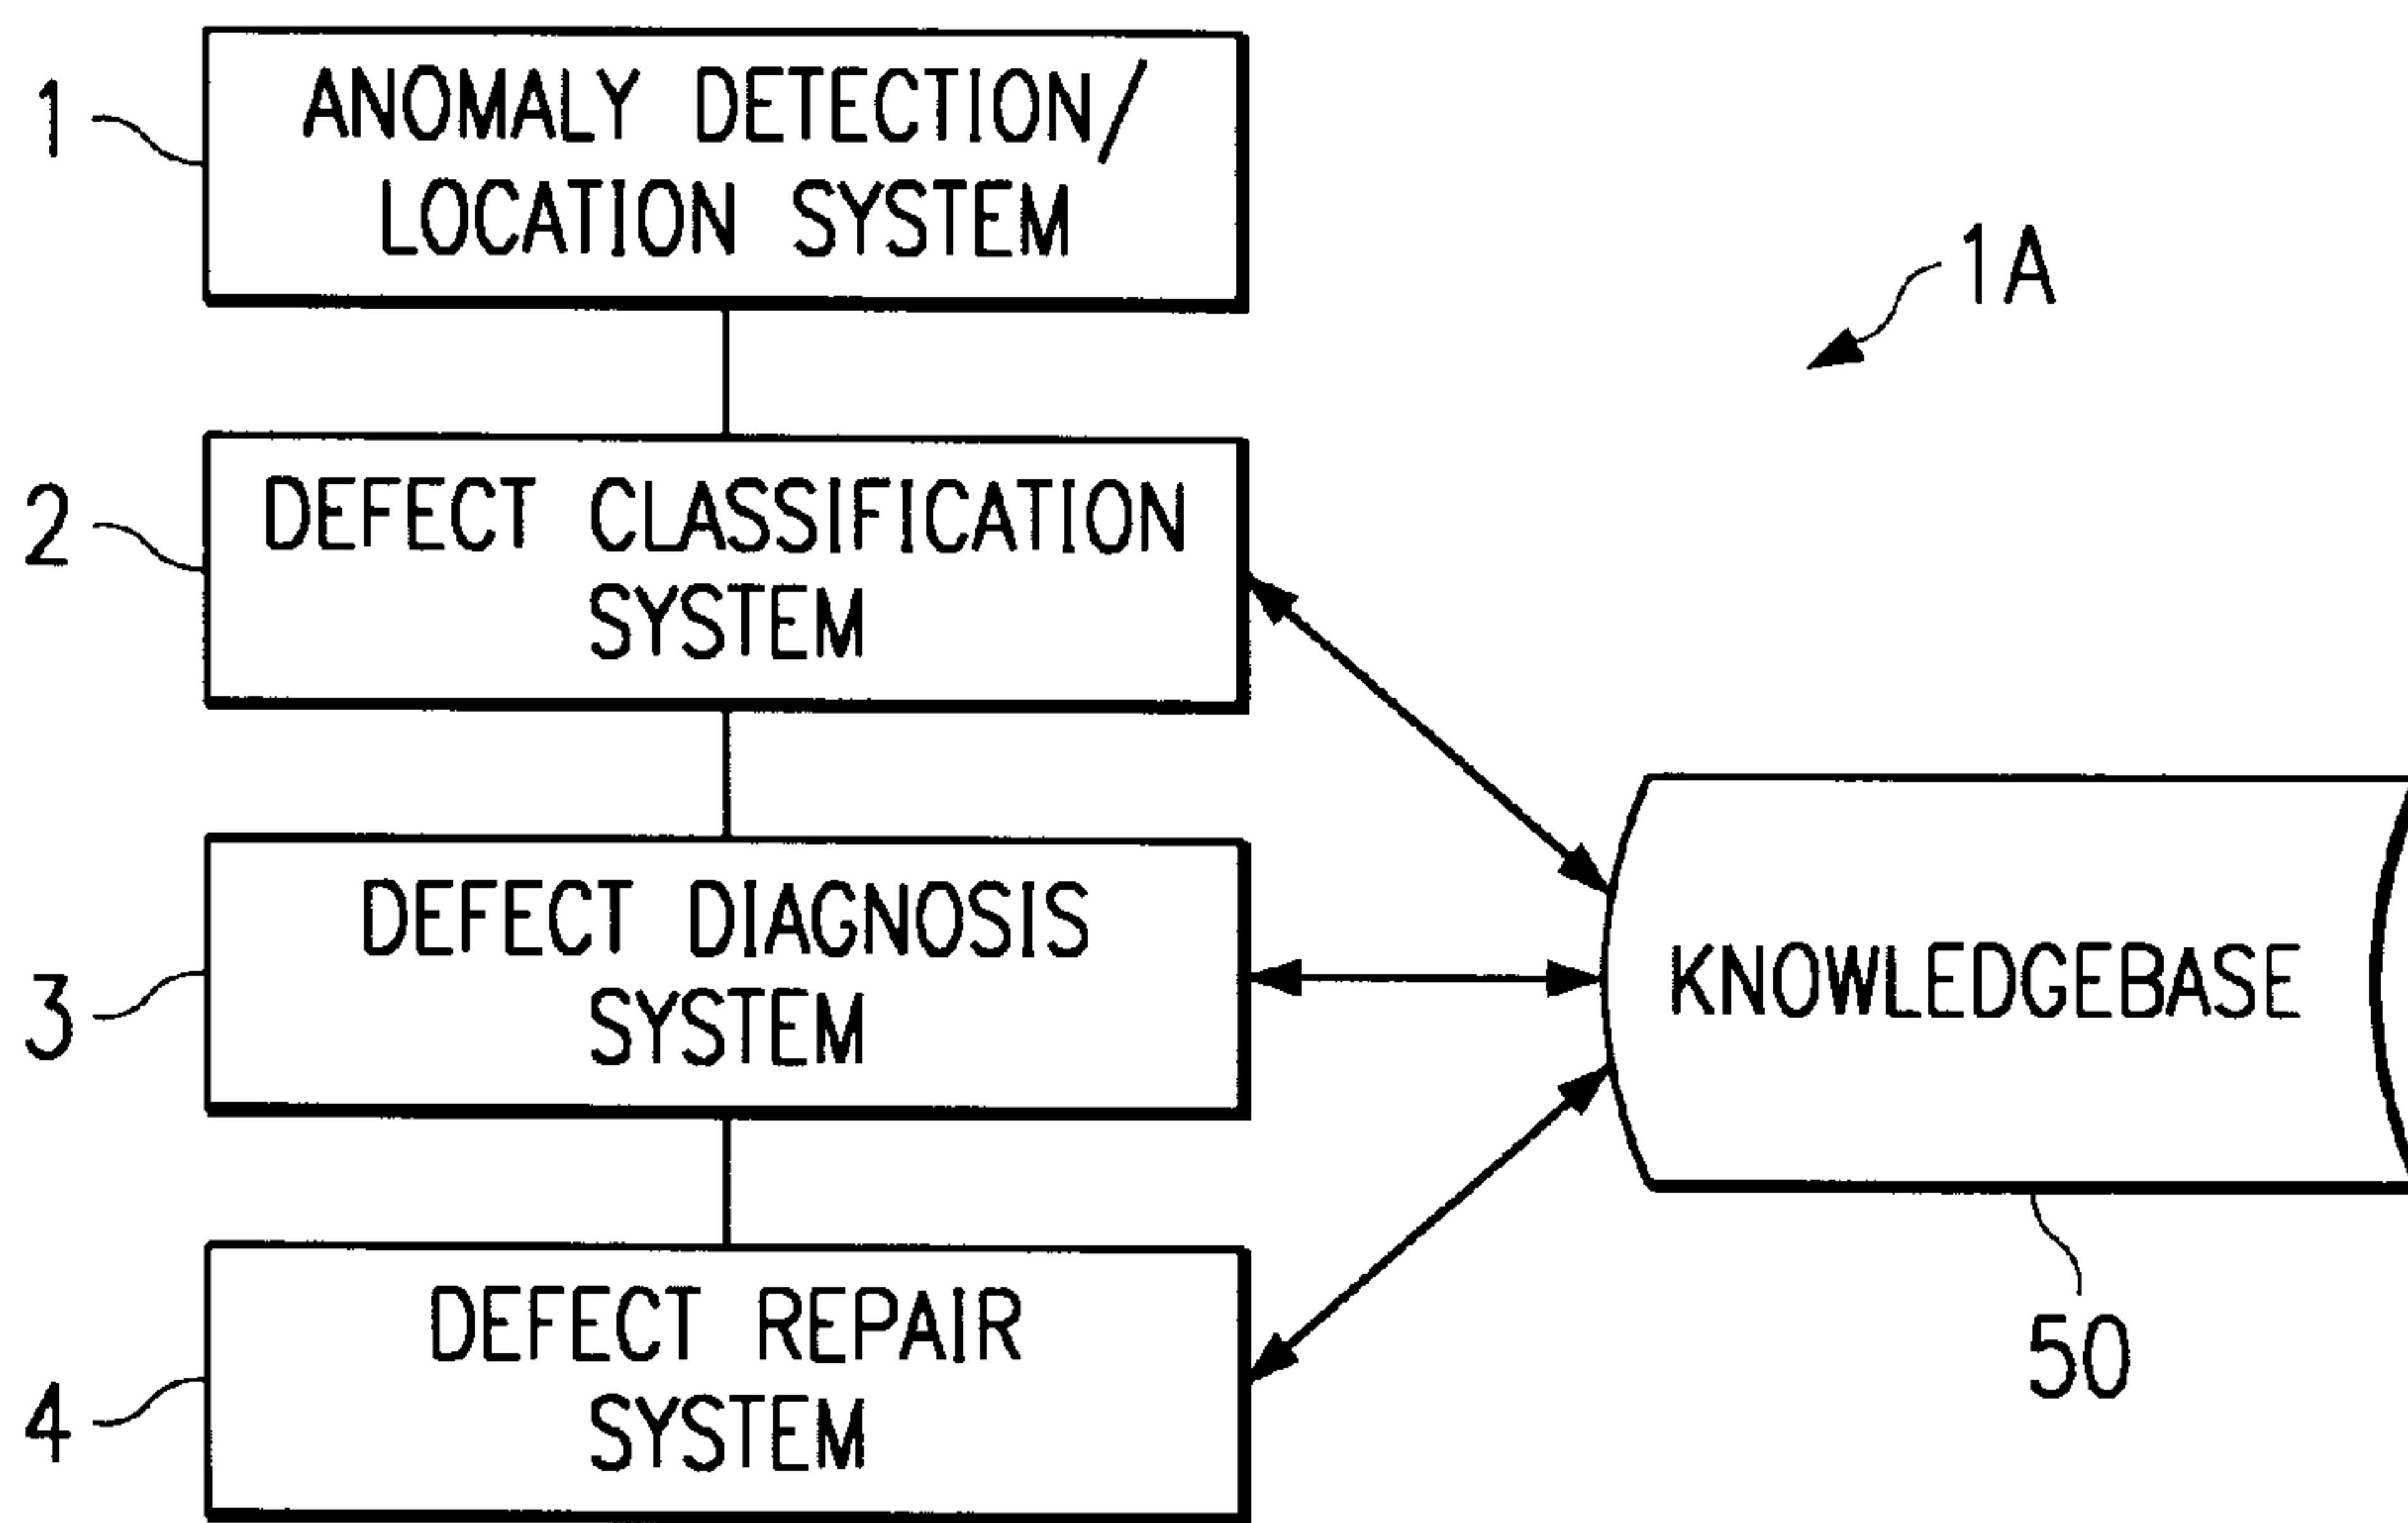 1
ANOMALY DETECTION/
LOCATION SYSTEM
1A
2
DEFECT CLASSIFICATION
SYSTEM
3
DEFECT DIAGNOSIS
SYSTEM
KNOWLEDGEBASE
50
4
DEFECT REPAIR
SYSTEM